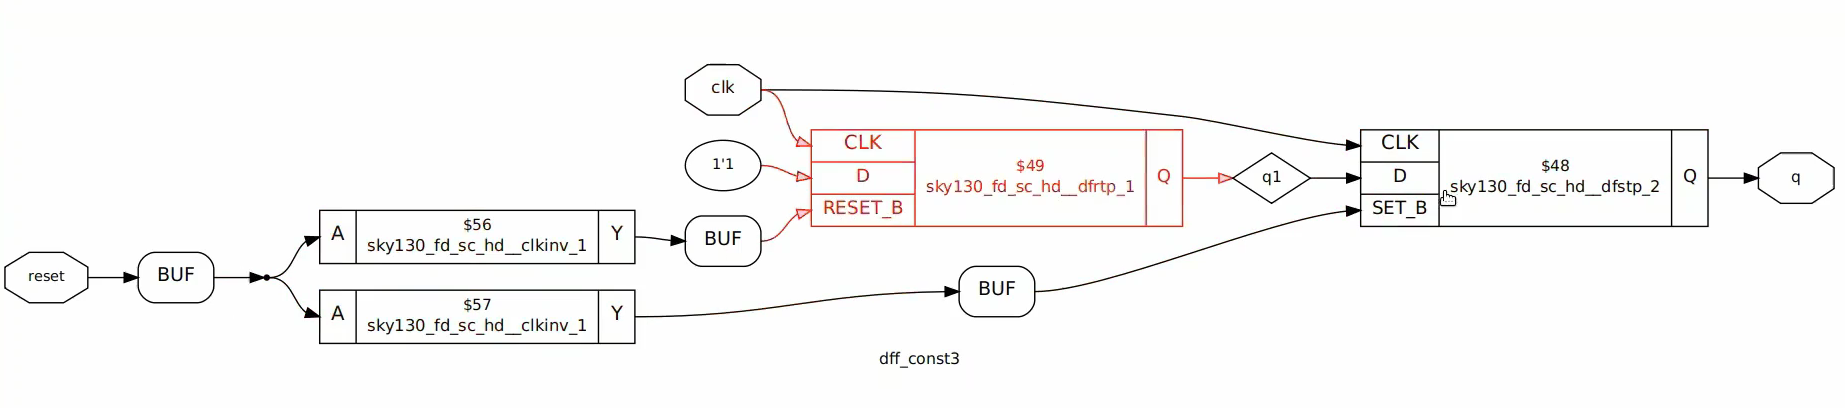 clk
CLK
D
RESET_B
$49
sky130_fd_sc_hd__dfrtp_1
Q
1'1
q1
CLK
D
SET_B
$48
sky130_fd_sc_hd__dfstp_2
Q
q
reset
BUF
A
$56
sky130_fd_sc_hd__clkinv_1
Y
BUF
A
$57
sky130_fd_sc_hd__clkinv_1
Y
BUF
dff_const3